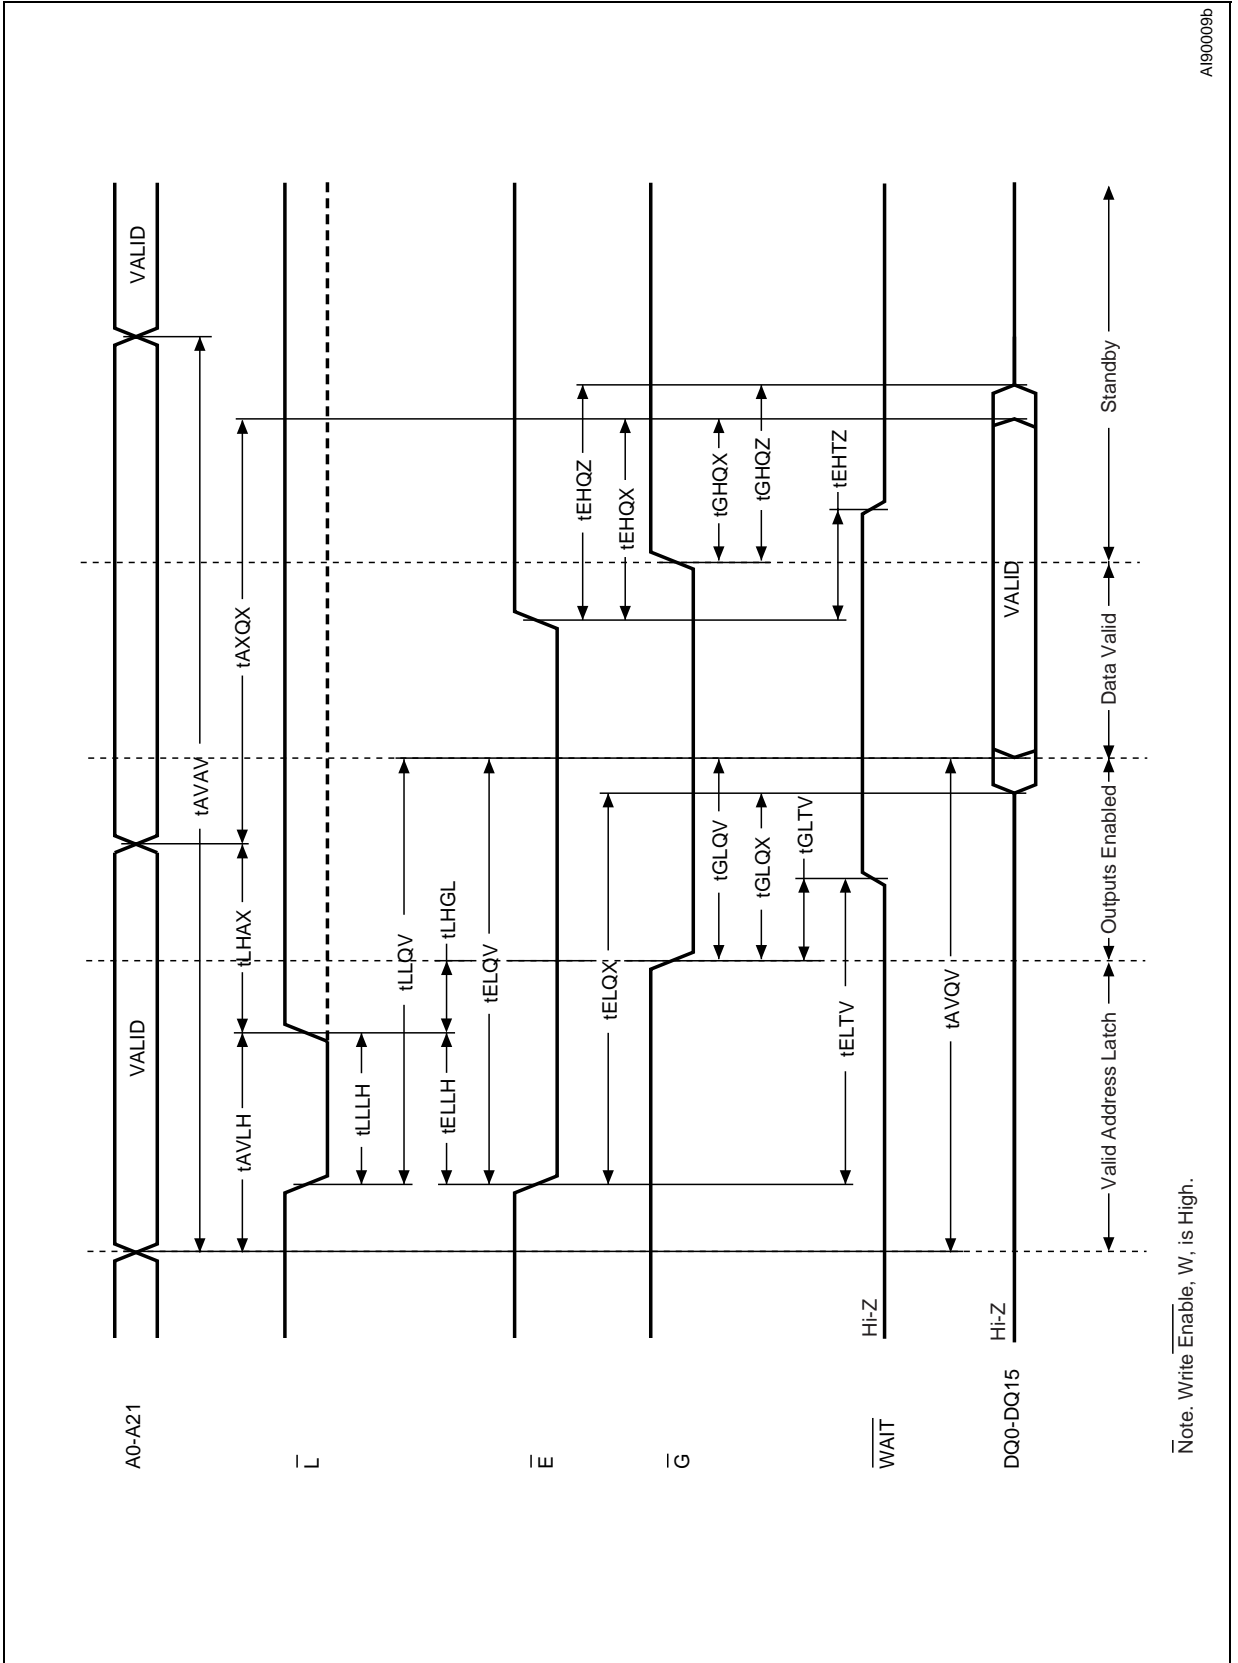 A0-A21
VALID
VALID
tAVAV
tAVLH
tLHAX
tAXQX
L
tLLLH
tLLQV
tELLH
tLHGL
tELQV
E
tEHQZ
tEHQX
tELQX
G
tGLQV
tGHQX
tGLQX
tGHQZ
tGLTV
tELTV
tEHTZ
WAIT
Hi-Z
tAVQV
DQ0-DQ15
Hi-Z
VALID
Valid Address Latch
Outputs Enabled
Data Valid
Standby
Note. Write Enable, W, is High.
AI90009b